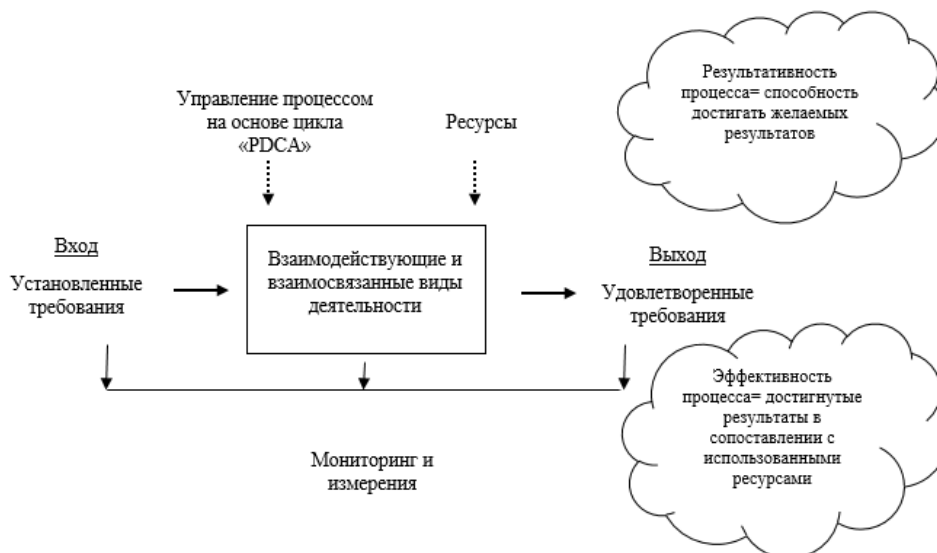 Результативность
процесса= способность
достигать желаемых
результатов
Управление процессом
на основе цикла
«PDCA»
Ресурсы
Вход
Установленные
требования
Взаимодействующие и
взаимосвязанные виды
деятельности
Выход
Удовлетворенные
требования
Эффективность
процесса= достигнутые
результаты в
сопоставлении с
использованными
ресурсами
Мониторинг и
измерения